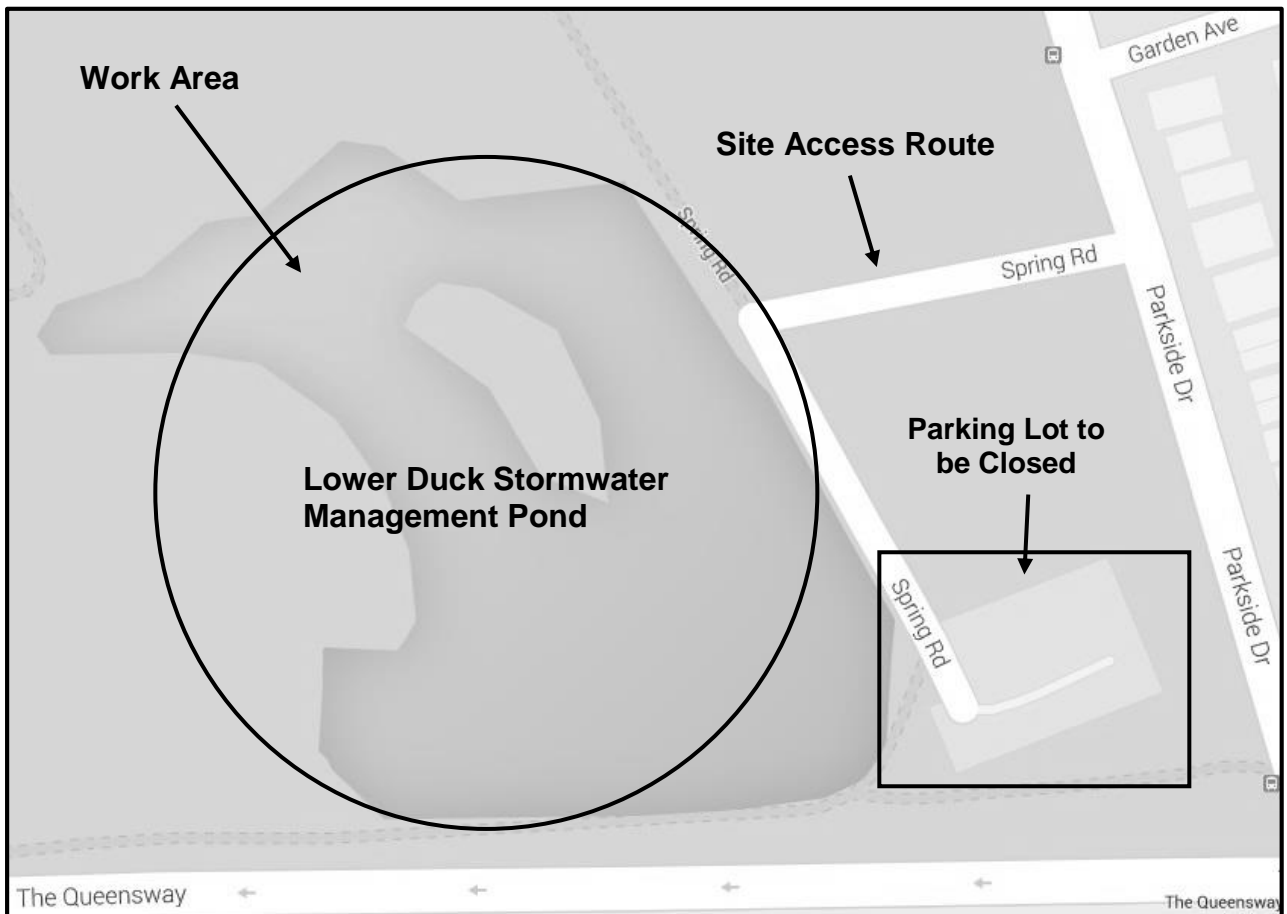 Garden Ave
Work Area
Site Access Route
Spring Rd
Spring Rd
Parkside Dr
Parking Lot to
be Closed
Lower Duck Stormwater
Management Pond
Spring Rd
Parkside Dr
The Queensway
The Queensway